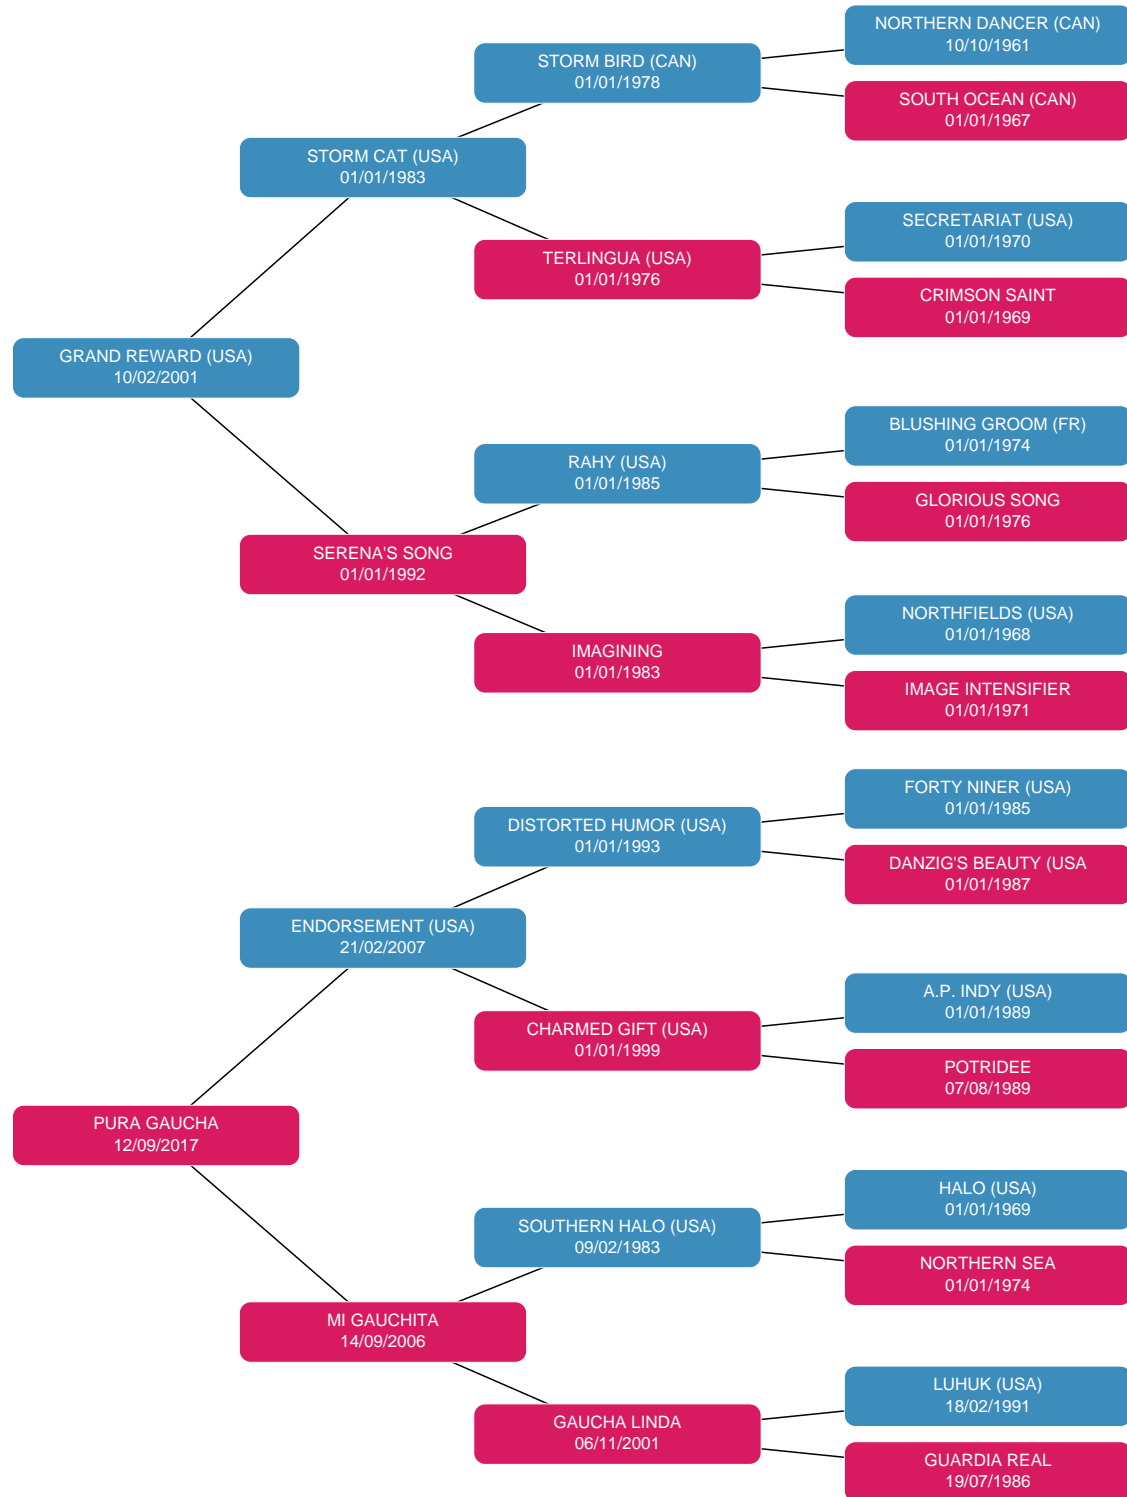 NORTHERN DANCER (CAN)
10/10/1961
STORM BIRD (CAN)
01/01/1978
SOUTH OCEAN (CAN)
01/01/1967
STORM CAT (USA)
01/01/1983
SECRETARIAT (USA)
01/01/1970
TERLINGUA (USA)
01/01/1976
CRIMSON SAINT
01/01/1969
GRAND REWARD (USA)
10/02/2001
BLUSHING GROOM (FR)
01/01/1974
RAHY (USA)
01/01/1985
GLORIOUS SONG
01/01/1976
SERENA'S SONG
01/01/1992
NORTHFIELDS (USA)
01/01/1968
IMAGINING
01/01/1983
IMAGE INTENSIFIER
01/01/1971
FORTY NINER (USA)
01/01/1985
DISTORTED HUMOR (USA)
01/01/1993
DANZIG'S BEAUTY (USA
01/01/1987
ENDORSEMENT (USA)
21/02/2007
A.P. INDY (USA)
01/01/1989
CHARMED GIFT (USA)
01/01/1999
POTRIDEE
07/08/1989
PURA GAUCHA
12/09/2017
HALO (USA)
01/01/1969
SOUTHERN HALO (USA)
09/02/1983
NORTHERN SEA
01/01/1974
MI GAUCHITA
14/09/2006
LUHUK (USA)
18/02/1991
GAUCHA LINDA
06/11/2001
GUARDIA REAL
19/07/1986